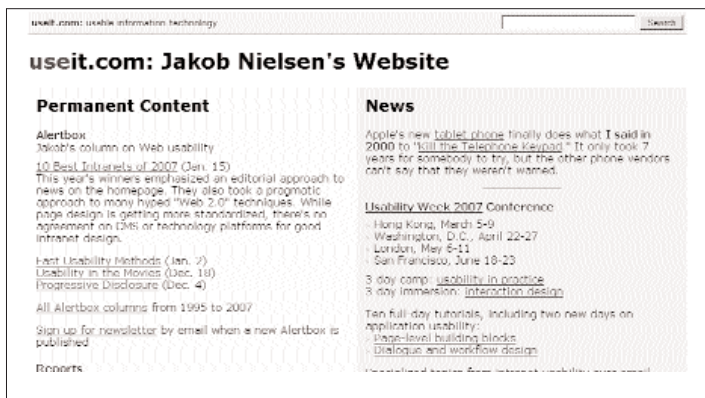 useit.com: usable information technology
Search
useit.com: Jakob Nielsen's Website
Permanent Content
Alertbox
Jakob's column on Web usability
10 Best Intranets of 2007 (Jan. 15)
This year's winners emphasized an editorial approach to
news on the homepage. They also took a pragmatic
approach to many hyped "Web 2.0" techniques. While
page design is getting more standardized, there's no
agreement on CMS or technology platforms for good
intranet design.
Fast Usability Methods (Jan. 2)
Usability in the Movies (Dec. 18)
Progressive Disclosure (Dec. 4)
All Alertbox columns from 1995 to 2007
Sign up for newsletter by email when a new Alertbox is
published
Reports
News
Apple's new tablet phone finally does what I said in
2000 to "Kill the Telephone Keypad." It only took 7
years for somebody to try, but the other phone vendors
can't say that they weren't warned.
Usability Week 2007 Conference
- Hong Kong, March 5-9
- Washington, D.C., April 22-27
- London, May 6-11
- San Francisco, June 18-23
3 day camp: usability in practice
3 day immersion: interaction design
Ten full-day tutorials, including two new days on
application usability:
- Page-level building blocks
- Dialogue and workflow design
Specialized topics from intranet usability over email